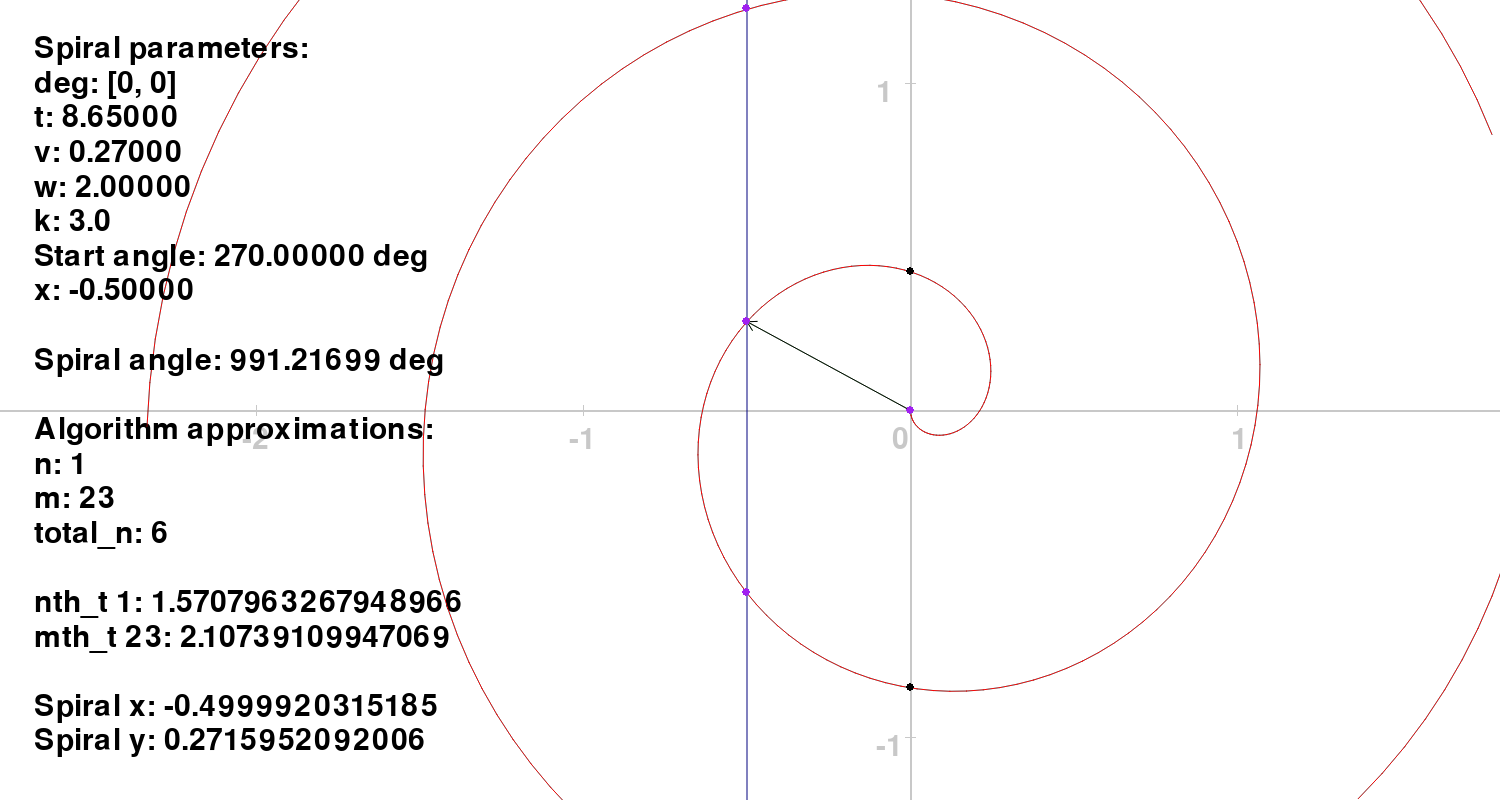 Spiral parameters:
deg: [0, 0]
t: 8.65000
v: 0.27000
w: 2.00000
k: 3.0
Start angle: 270.00000 deg
x: -0.50000
Spiral angle: 991.21699 deg
Algorithm approximations:
n: 1
m: 23
total_n: 6
nth_t 1: 1.5707963267948966
mth_t 23: 2.10739109947069
Spiral x: -0.4999920315185
Spiral y: 0.2715952092006
1
-2
-1
0
1
-1